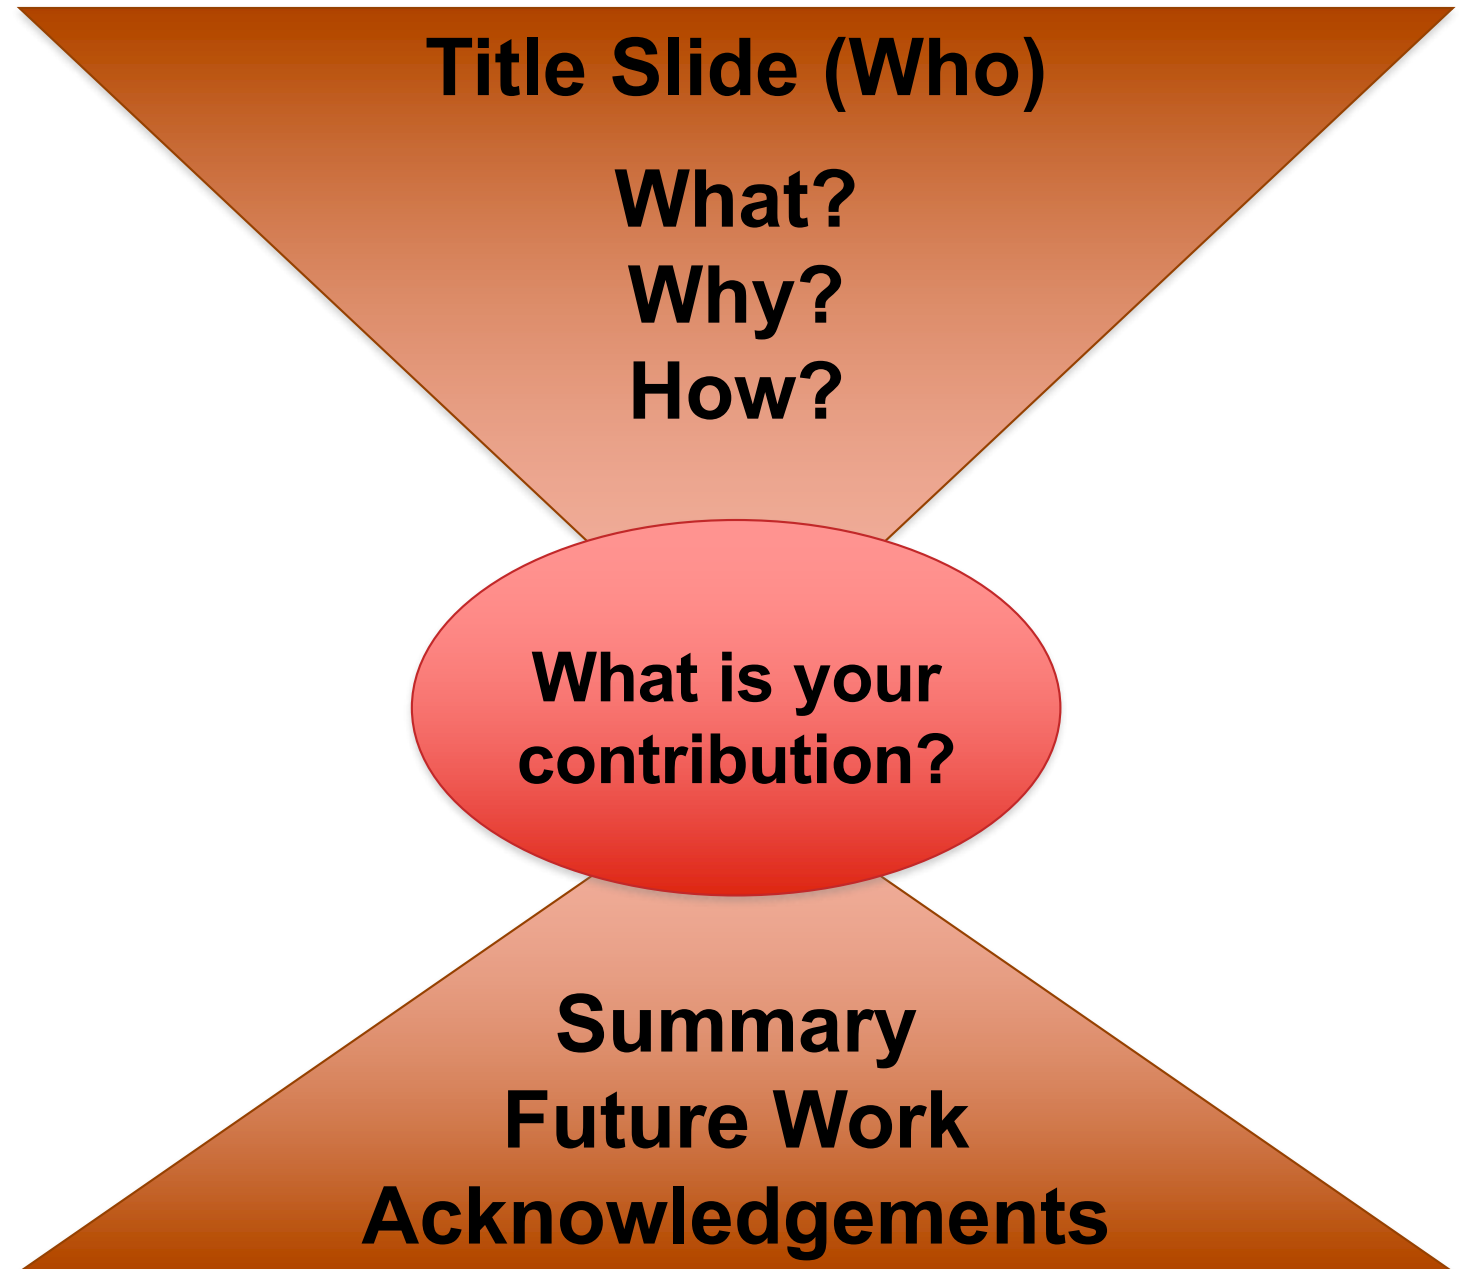 Title Slide (Who)
What?
Why?
How?
What is your
contribution?
Summary
Future Work
Acknowledgements